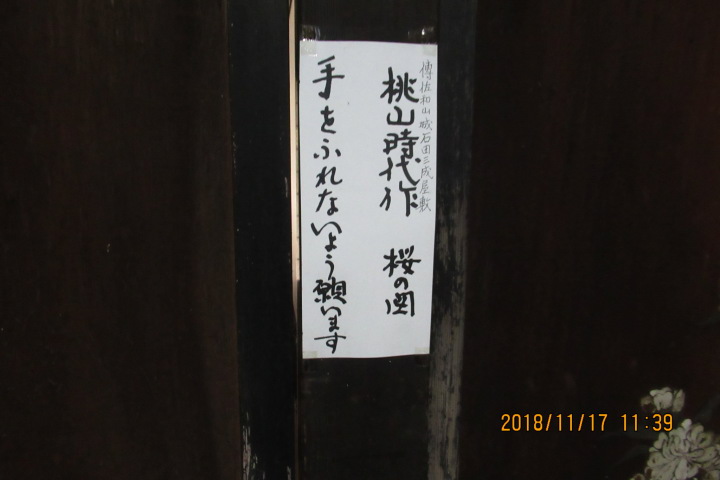 傳佐和山城石田三成屋敷
桃山時代作 桜の図
手をふれないよう願います
2018/11/17 11:39